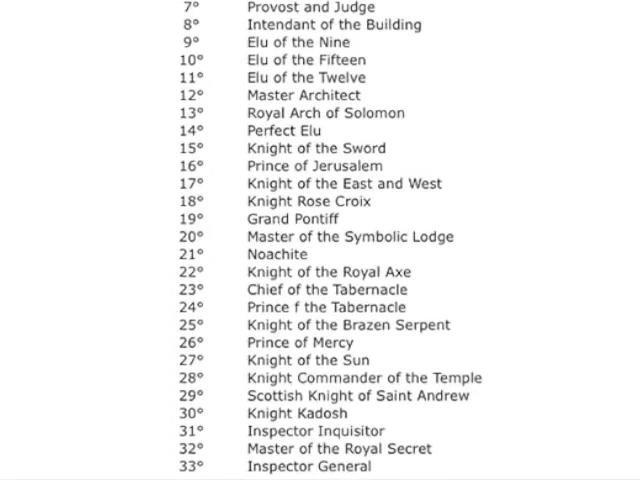 7° Provost and Judge
8° Intendant of the Building
9° Elu of the Nine
10° Elu of the Fifteen
11° Elu of the Twelve
12° Master Architect
13° Royal Arch of Solomon
14° Perfect Elu
15° Knight of the Sword
16° Prince of Jerusalem
17° Knight of the East and West
18° Knight Rose Croix
19° Grand Pontiff
20° Master of the Symbolic Lodge
21° Noachite
22° Knight of the Royal Axe
23° Chief of the Tabernacle
24° Prince f the Tabernacle
25° Knight of the Brazen Serpent
26° Prince of Mercy
27° Knight of the Sun
28° Knight Commander of the Temple
29° Scottish Knight of Saint Andrew
30° Knight Kadosh
31° Inspector Inquisitor
32° Master of the Royal Secret
33° Inspector General